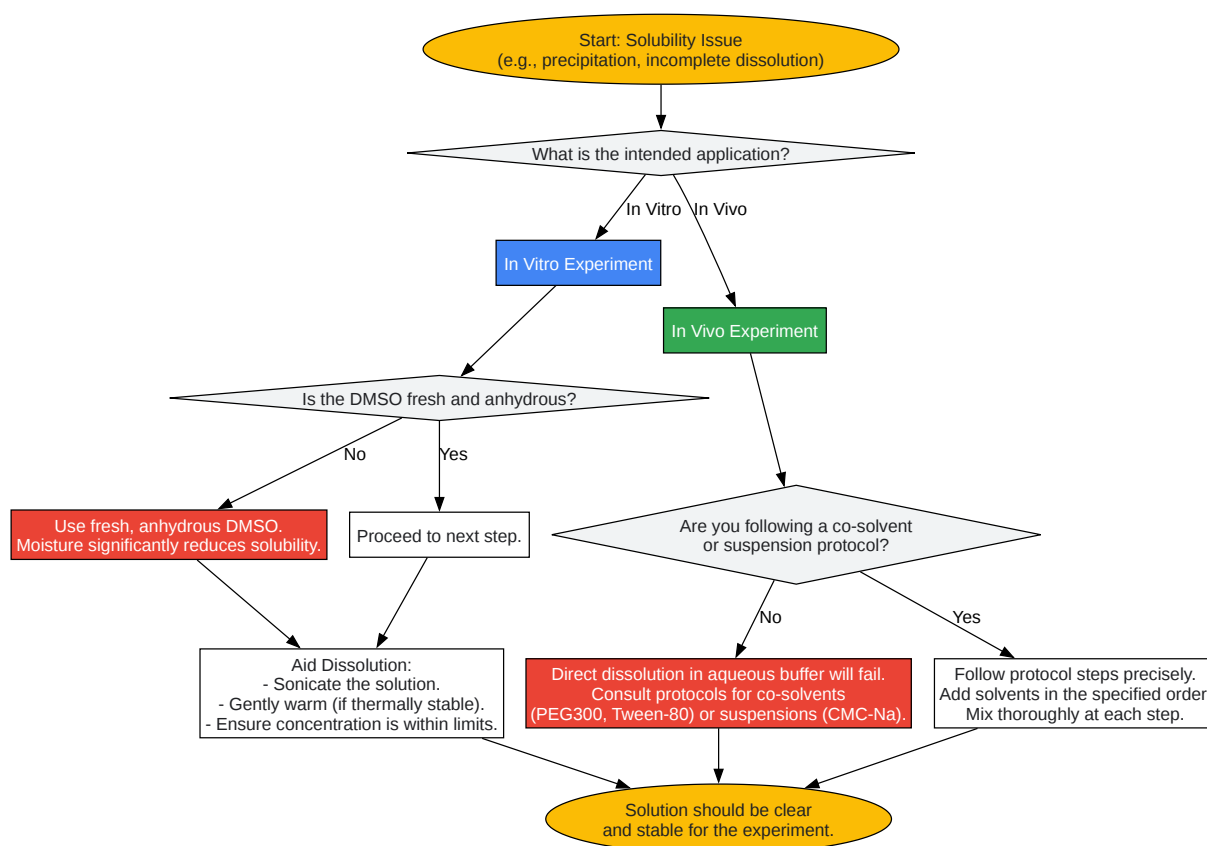 Start: Solubility Issue
(e.g., precipitation, incomplete dissolution)
What is the intended application?
In Vitro
In Vivo
In Vitro Experiment
In Vivo Experiment
Is the DMSO fresh and anhydrous?
No
Yes
Use fresh, anhydrous DMSO.
Moisture significantly reduces solubility.
Proceed to next step.
Are you following a co-solvent
or suspension protocol?
No
Yes
Aid Dissolution:
- Sonicate the solution.
- Gently warm (if thermally stable).
- Ensure concentration is within limits.
Direct dissolution in aqueous buffer will fail.
Consult protocols for co-solvents
(PEG300, Tween-80) or suspensions (CMC-Na).
Follow protocol steps precisely.
Add solvents in the specified order
Mix thoroughly at each step.
Solution should be clear
and stable for the experiment.